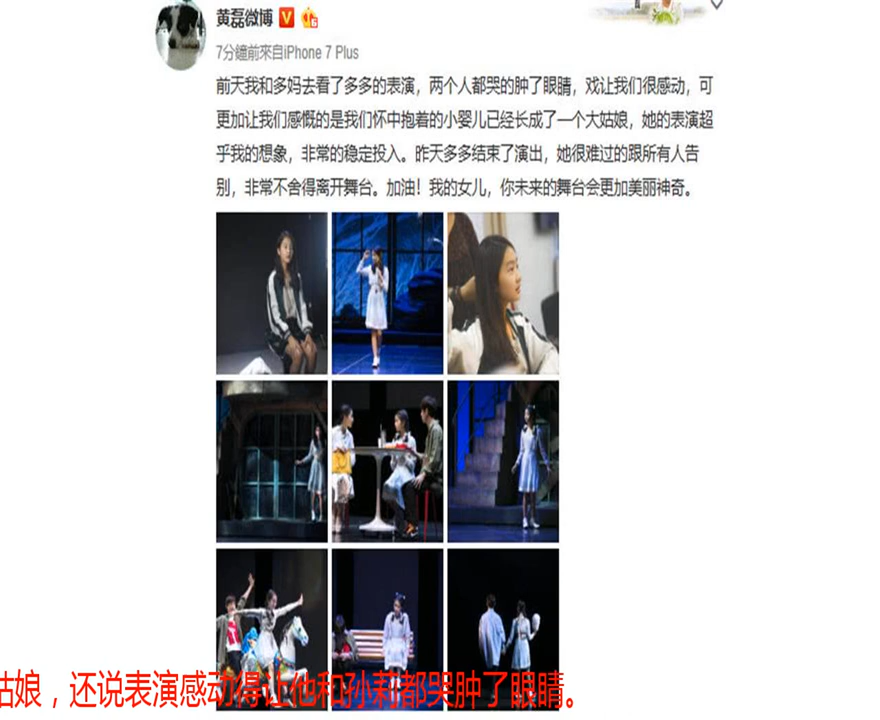 黄磊微博
7分鐘前來自iPhone 7 Plus
前天我和多妈去看了多多的表演，两个人都哭的肿了眼睛，戏让我们很感动，可
更加让我们感慨的是我们怀中抱着的小婴儿已经长成了一个大姑娘，她的表演超
乎我的想象，非常的稳定投入。昨天多多结束了演出，她很难过的跟所有人告
别，非常不舍得离开舞台。加油！我的女儿，你未来的舞台会更加美丽神奇。
姑娘，还说表演感动得让他和孙莉都哭肿了眼睛。